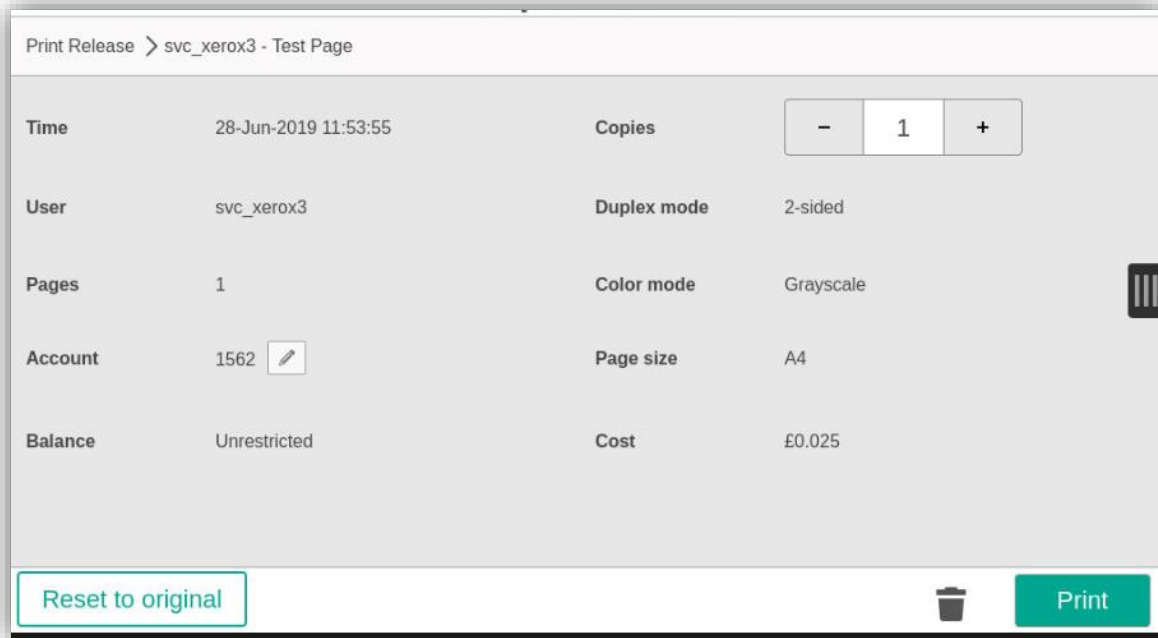 Print Release > svc_xerox3 - Test Page
Time 28-Jun-2019 11:53:55 Copies - 1 +
User svc_xerox3 Duplex mode 2-sided
Pages 1 Color mode Grayscale
Account 1562 Page size A4
Balance Unrestricted Cost £0.025
Reset to original Print